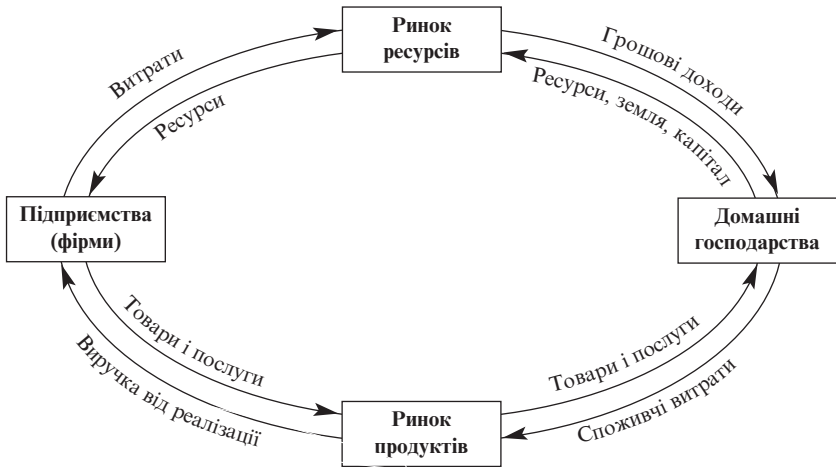 Ринок
ресурсів
Витрати
Ресурси
Грошові доходи
Ресурси, земля, капітал
Підприємства
(фірми)
Домашні
господарства
Товари і послуги
Виручка від реалізації
Товари і послуги
Споживчі витрати
Ринок
продуктів